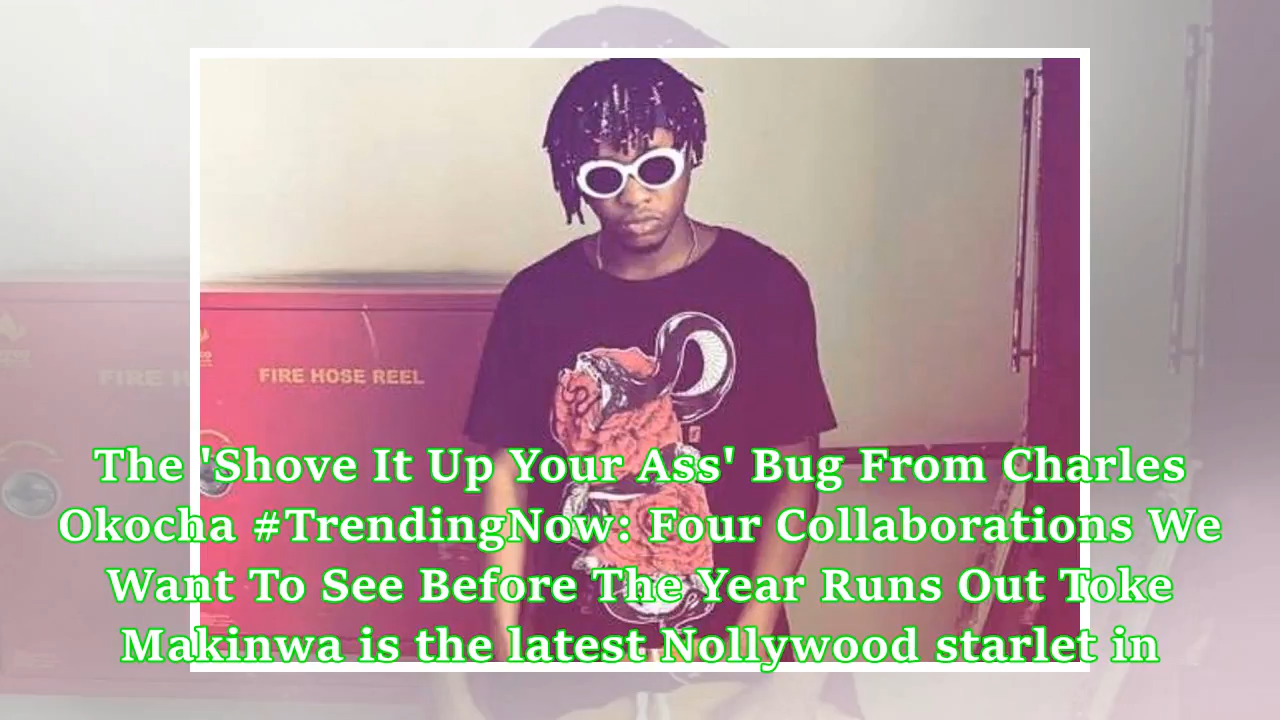 FIRE HOSE REEL
FIRE H
The 'Shove It Up Your Ass' Bug From Charles
Okocha #TrendingNow: Four Collaborations We
Want To See Before The Year Runs Out Toke
Makinwa is the latest Nollywood starlet in